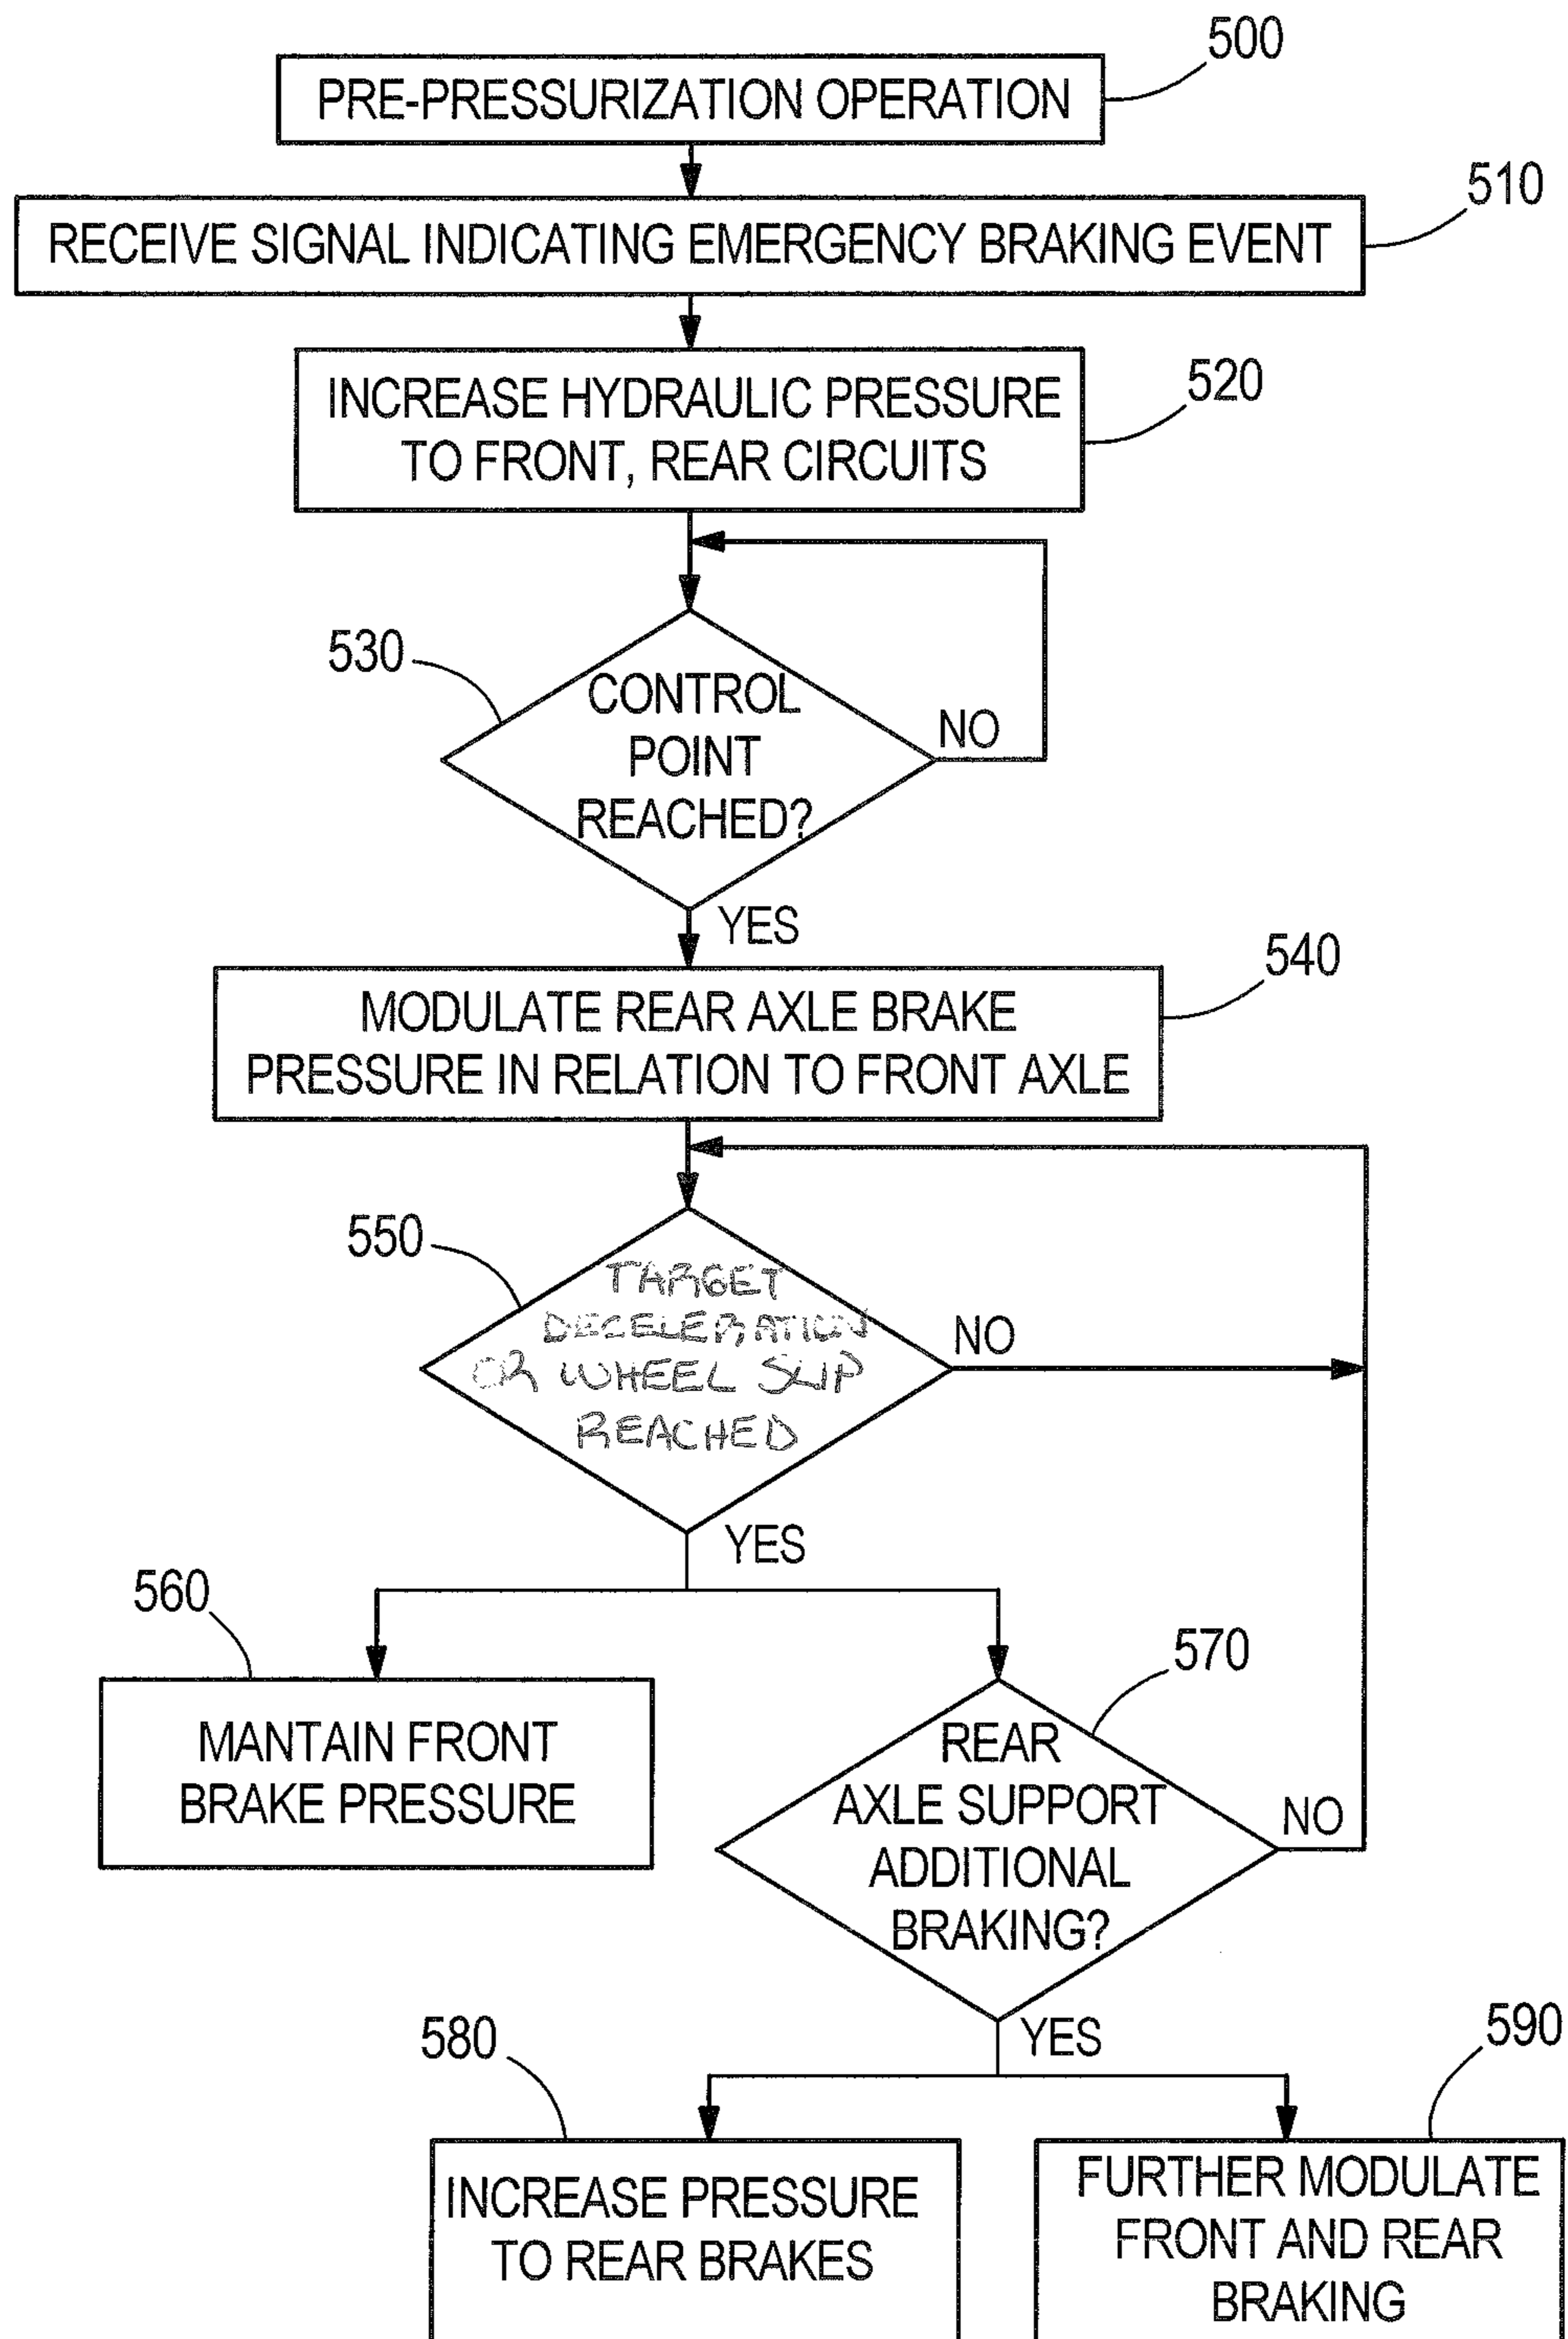 500
PRE-PRESSURIZATION OPERATION
510
RECEIVE SIGNAL INDICATING EMERGENCY BRAKING EVENT
520
INCREASE HYDRAULIC PRESSURE
TO FRONT, REAR CIRCUITS
530
CONTROL
POINT
REACHED?
NO
YES
540
MODULATE REAR AXLE BRAKE
PRESSURE IN RELATION TO FRONT AXLE
550
TARGET
DECELERATION
OR WHEEL SLIP
REACHED
NO
YES
560
MANTAIN FRONT
BRAKE PRESSURE
570
REAR
AXLE SUPPORT
ADDITIONAL
BRAKING?
NO
YES
580
INCREASE PRESSURE
TO REAR BRAKES
590
FURTHER MODULATE
FRONT AND REAR
BRAKING